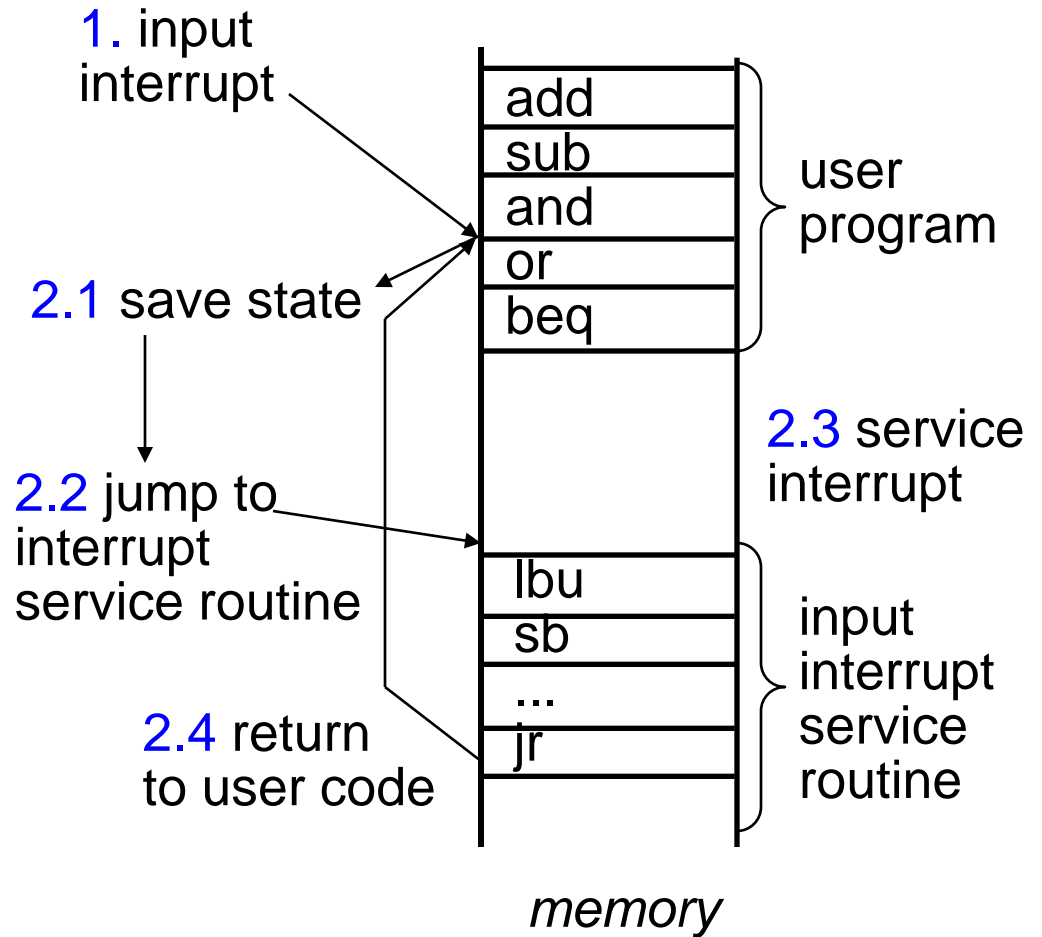 1. input
interrupt
add
sub
and
or
beq
user
program
2.1 save state
2.2 jump to
interrupt
service routine
2.3 service
interrupt
lbu
sb
...
jr
input
interrupt
service
routine
2.4 return
to user code
memory